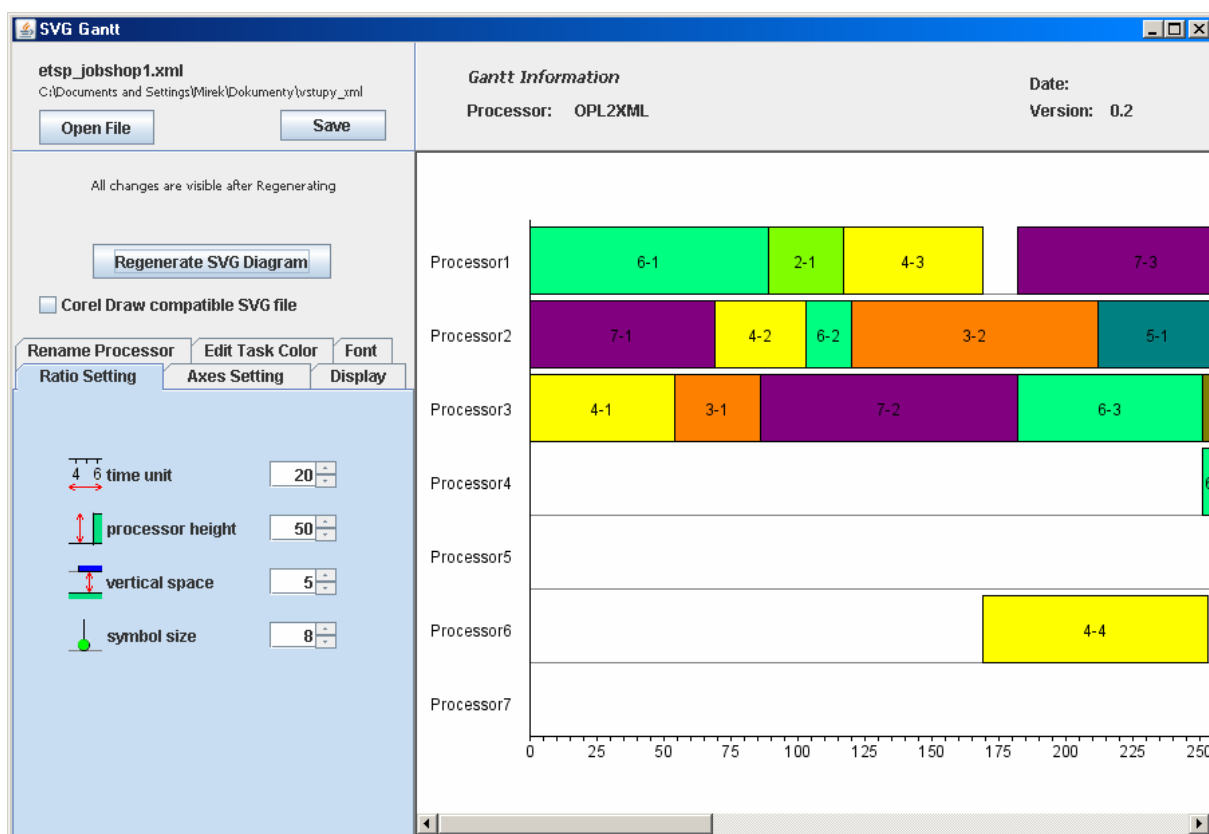 SVG Gantt
etsp_jobshop1.xml
C:\Documents and Settings\Mirek\Dokumenty\vstupy_xml
Open File Save
Gantt Information
Processor: OPL2XML
Date:
Version: 0.2
All changes are visible after Regenerating
Regenerate SVG Diagram
Corel Draw compatible SVG file
Rename Processor Edit Task Color Font
Ratio Setting Axes Setting Display
4 6 time unit 20
processor height 50
vertical space 5
symbol size 8
Processor1 6-1 2-1 4-3 7-3
Processor2 7-1 4-2 6-2 3-2 5-1
Processor3 4-1 3-1 7-2 6-3
Processor4
Processor5
Processor6 4-4
Processor7
0 25 50 75 100 125 150 175 200 225 250